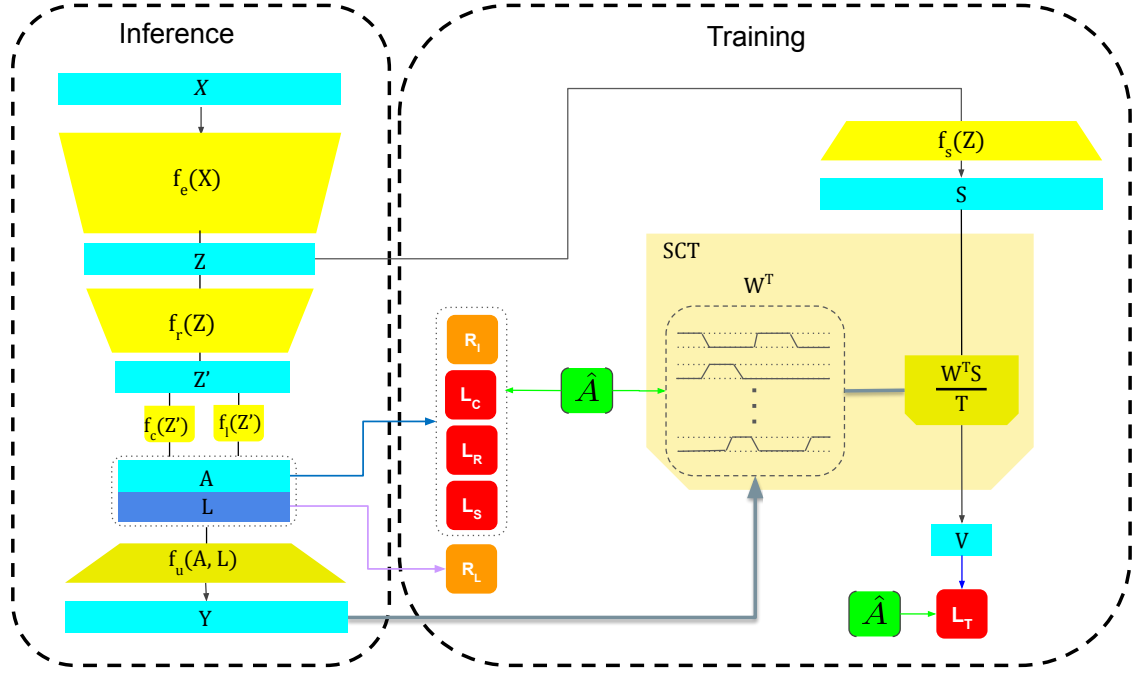 Inference
X
f_e(X)
Z
f_r(Z)
Z'
f_c(Z')
f_l(Z')
A
L
f_u(A, L)
Y
Training
f_s(Z)
S
SCT
W^T
W^TS
T
R_I
L_C
L_R
L_S
R_L
Â
V
Â
L_T